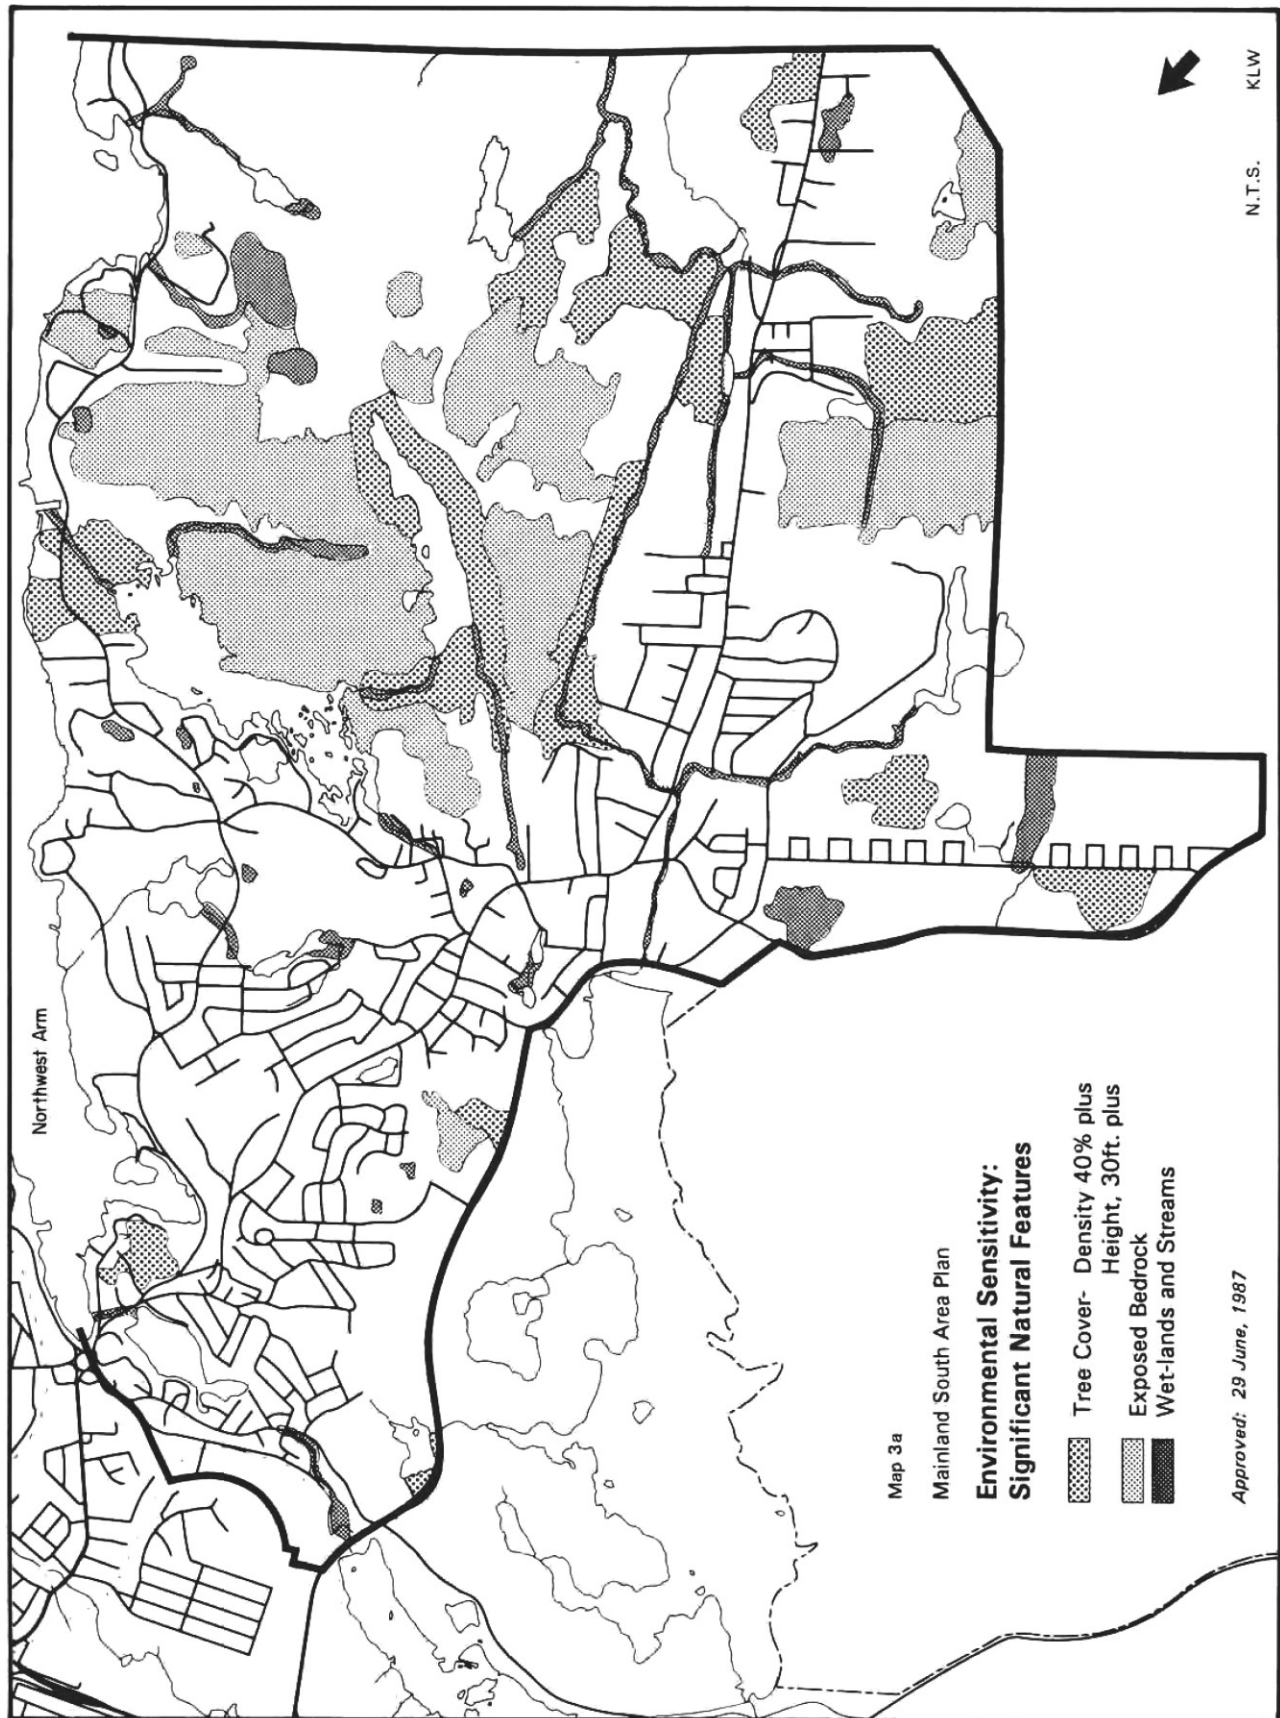 Northwest Arm
Map 3a
Mainland South Area Plan
Environmental Sensitivity:
Significant Natural Features
Tree Cover- Density 40% plus
Height, 30ft. plus
Exposed Bedrock
Wet-lands and Streams
Approved: 29 June, 1987
N.T.S. KLW